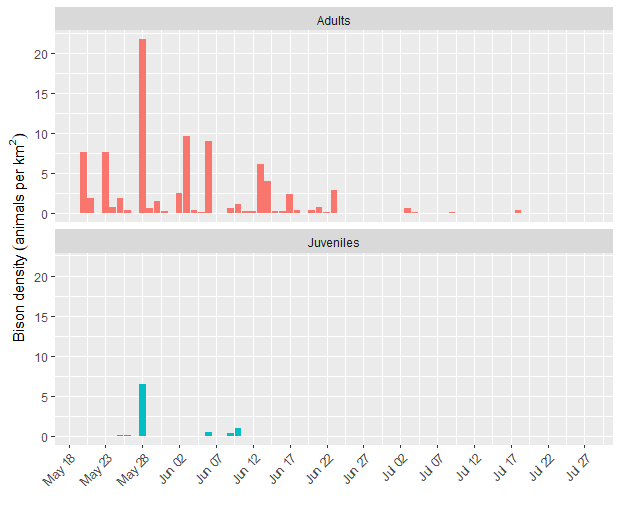 Adults
20
15
10
5
0
Juveniles
20
15
10
5
0
Bison density (animals per km²)
May 18
May 23
May 28
Jun 02
Jun 07
Jun 12
Jun 17
Jun 22
Jun 27
Jul 02
Jul 07
Jul 12
Jul 17
Jul 22
Jul 27